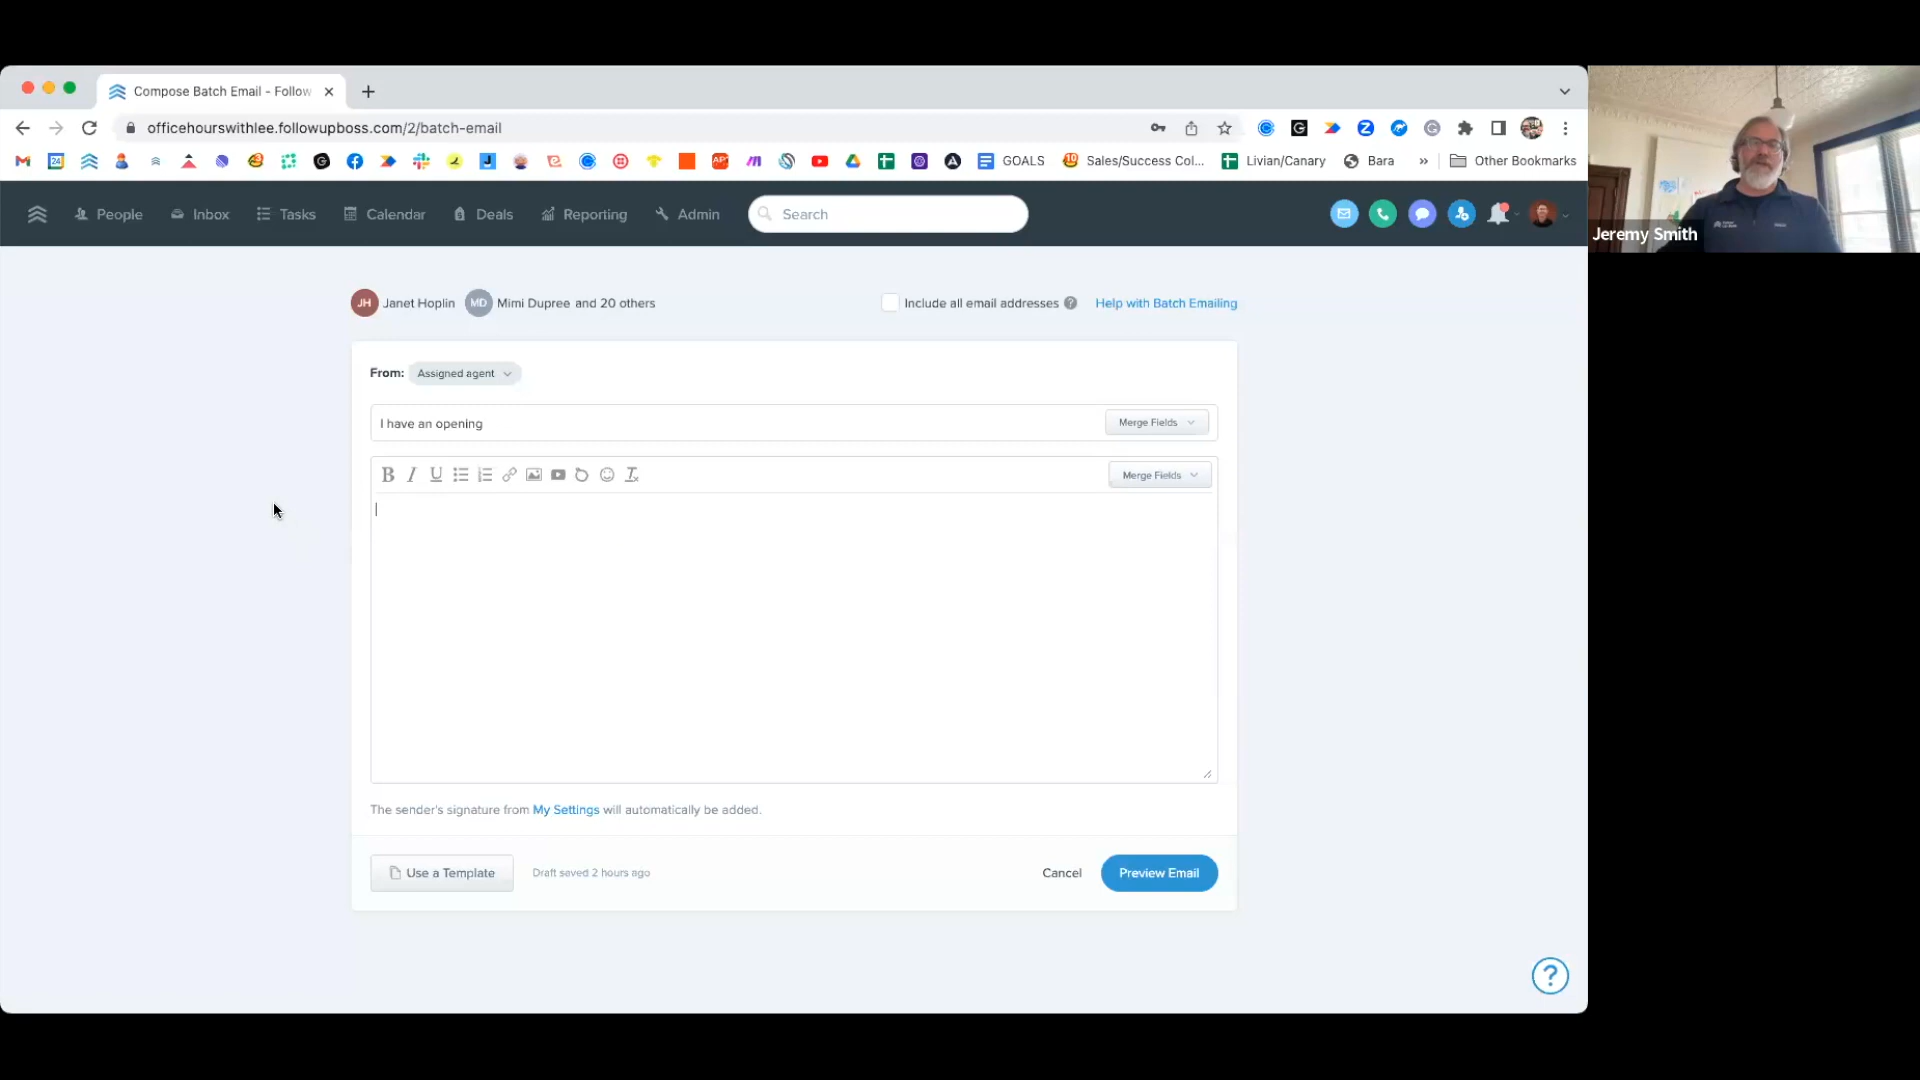 Compose Batch Email - Follow
officehourswithlee.followupboss.com/2/batch-email
GOALS
Sales/Success Col...
Livian/Canary
Bara
»
Other Bookmarks
People
Inbox
Tasks
Calendar
Deals
Reporting
Admin
Search
Jeremy Smith
JH Janet Hoplin MD Mimi Dupree and 20 others
Include all email addresses ?
Help with Batch Emailing
From: Assigned agent
I have an opening
Merge Fields
B I U
Merge Fields
The sender's signature from My Settings will automatically be added.
Use a Template
Draft saved 2 hours ago
Cancel
Preview Email
?